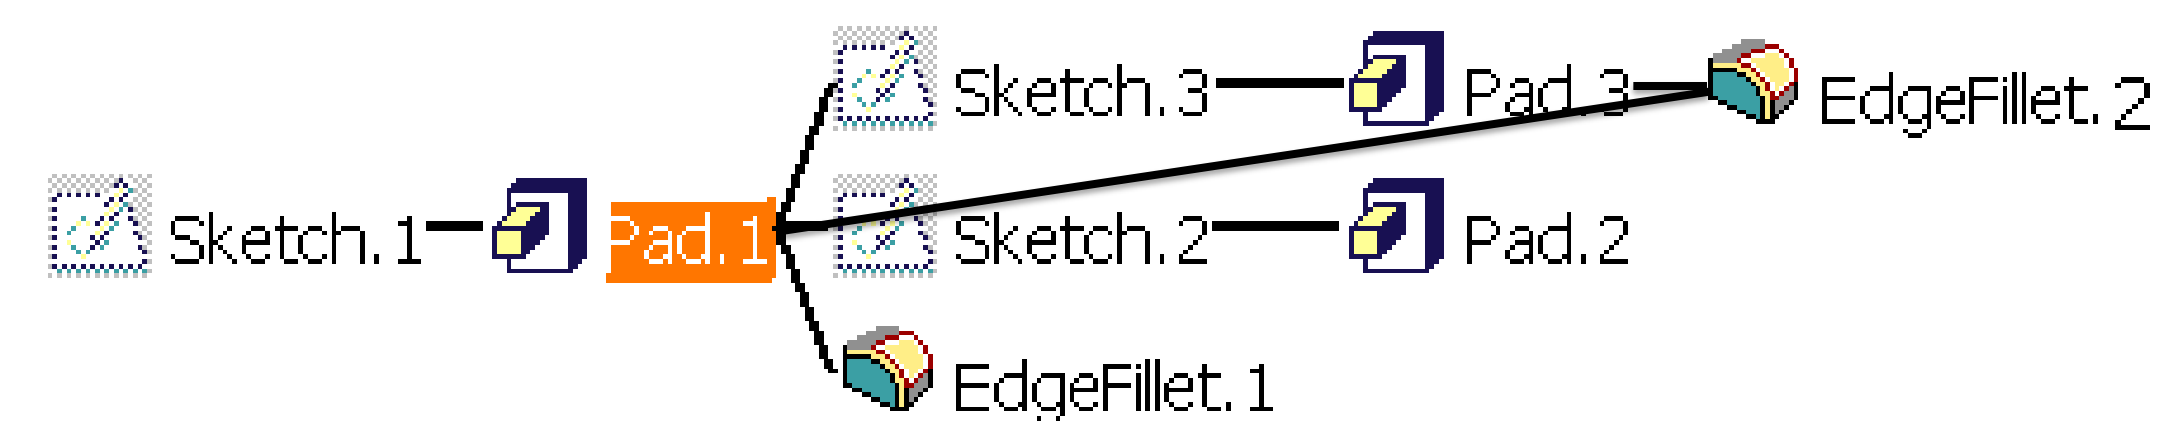 Sketch.3 Pad.3 EdgeFillet.2
Sketch.1 Pad.1 Sketch.2 Pad.2
EdgeFillet.1